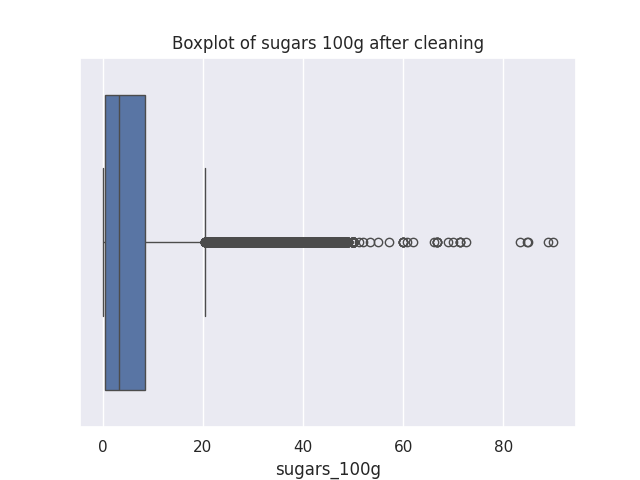 Boxplot of sugars 100g after cleaning
0 20 40 60 80
sugars_100g